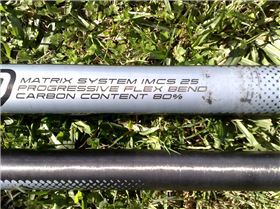 MATRIX SYSTEM IMCS 25
PROGRESSIVE FLEX BEND
CARBON CONTENT 80%